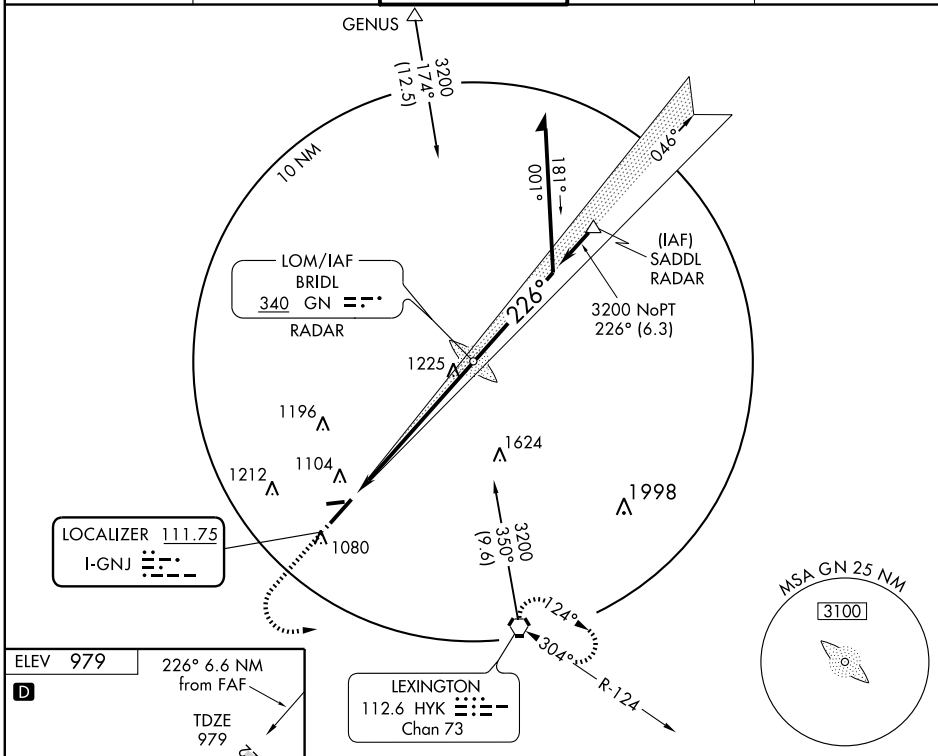 GENUS
3200
174°
(12.5)
10 NM
046°
181°
001°
(IAF)
SADDL
RADAR
LOM/IAF
BRIDL
340 GN
RADAR
226°
3200 NoPT
226° (6.3)
1225
1196
1624
1212
1104
1998
LOCALIZER 111.75
I-GNJ
1080
3200
350°
(9.6)
MSA GN 25 NM
3100
124°
304°
R-124
LEXINGTON
112.6 HYK
Chan 73
ELEV 979
D
226° 6.6 NM
from FAF
TDZE
979